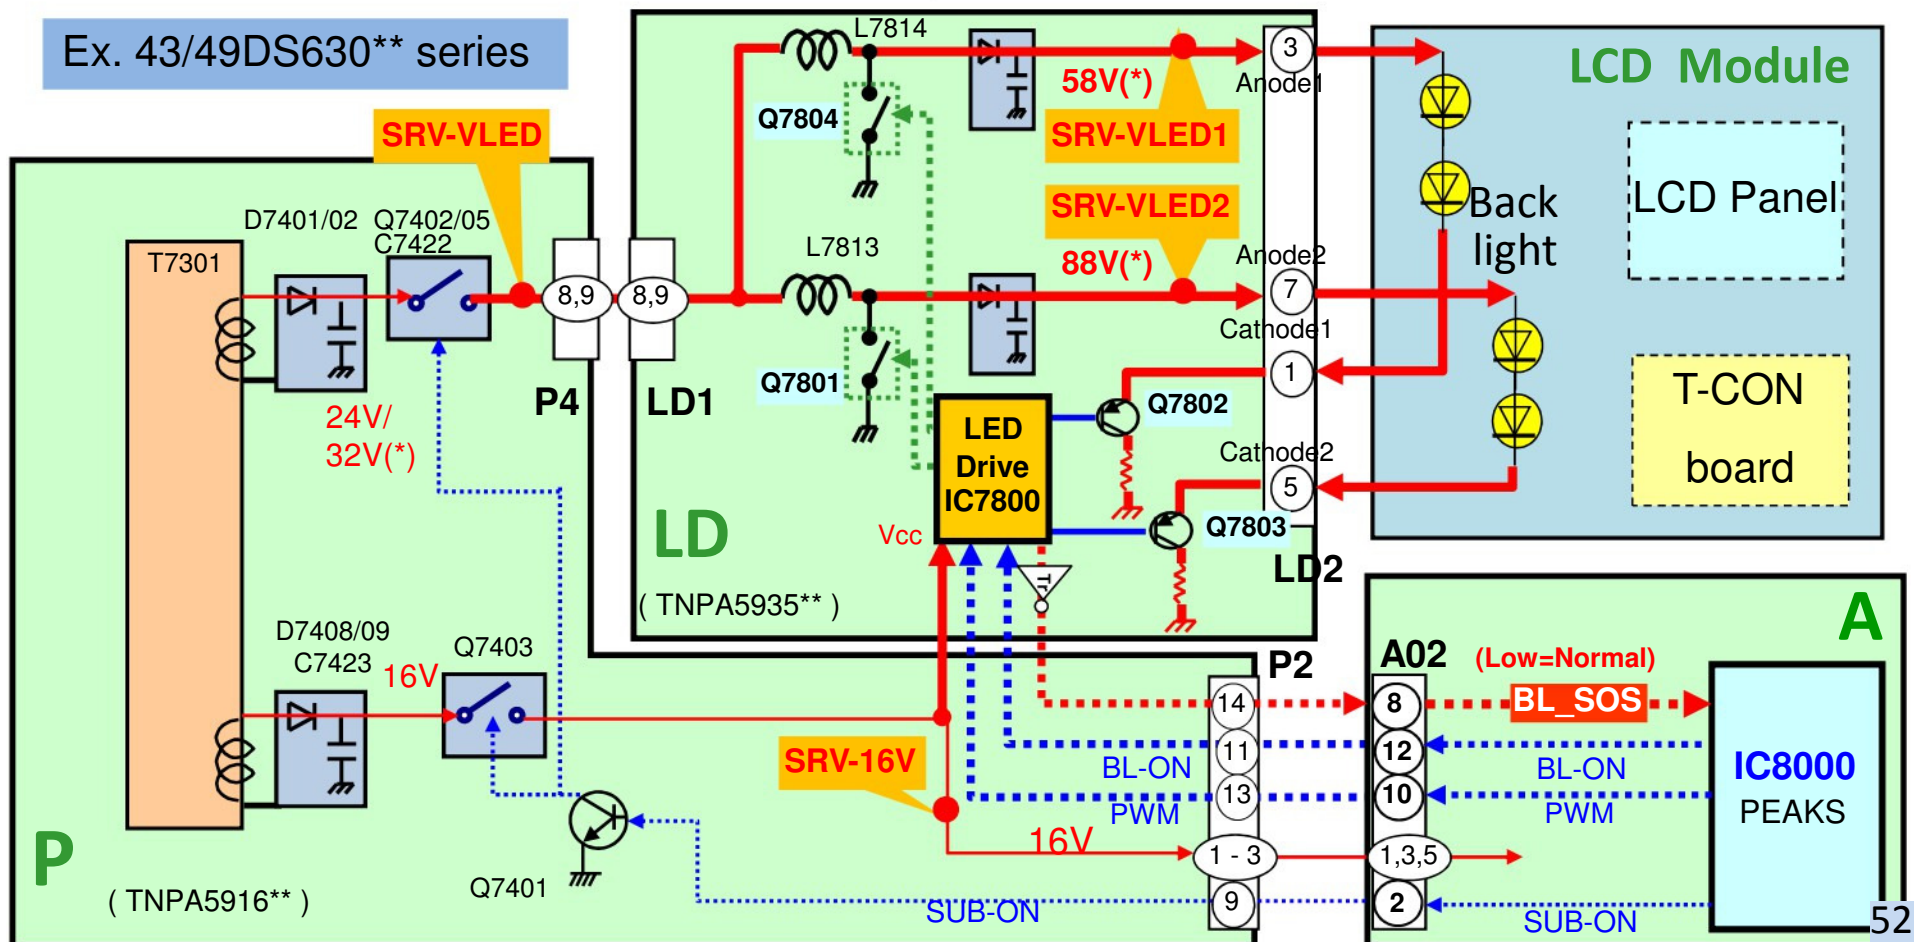 Ex. 43/49DS630** series
L7814
58V(*)
3
Anode1
LCD Module
Q7804
SRV-VLED
SRV-VLED1
SRV-VLED2
Back
light
LCD Panel
D7401/02
Q7402/05
C7422
T7301
L7813
88V(*)
Anode2
8,9
8,9
7
Cathode1
1
Q7801
Q7802
P4
LD1
24V/
32V(*)
LED
Drive
IC7800
Cathode2
5
T-CON
board
Q7803
LD
Vcc
LD2
Tr
( TNPA5935** )
A
D7408/09
C7423
16V
Q7403
P2
A02
(Low=Normal)
14
8
BL_SOS
11
12
BL-ON
BL-ON
SRV-16V
13
10
PWM
PWM
IC8000
PEAKS
16V
1 - 3
1,3,5
P
( TNPA5916** )
Q7401
9
2
SUB-ON
SUB-ON
52